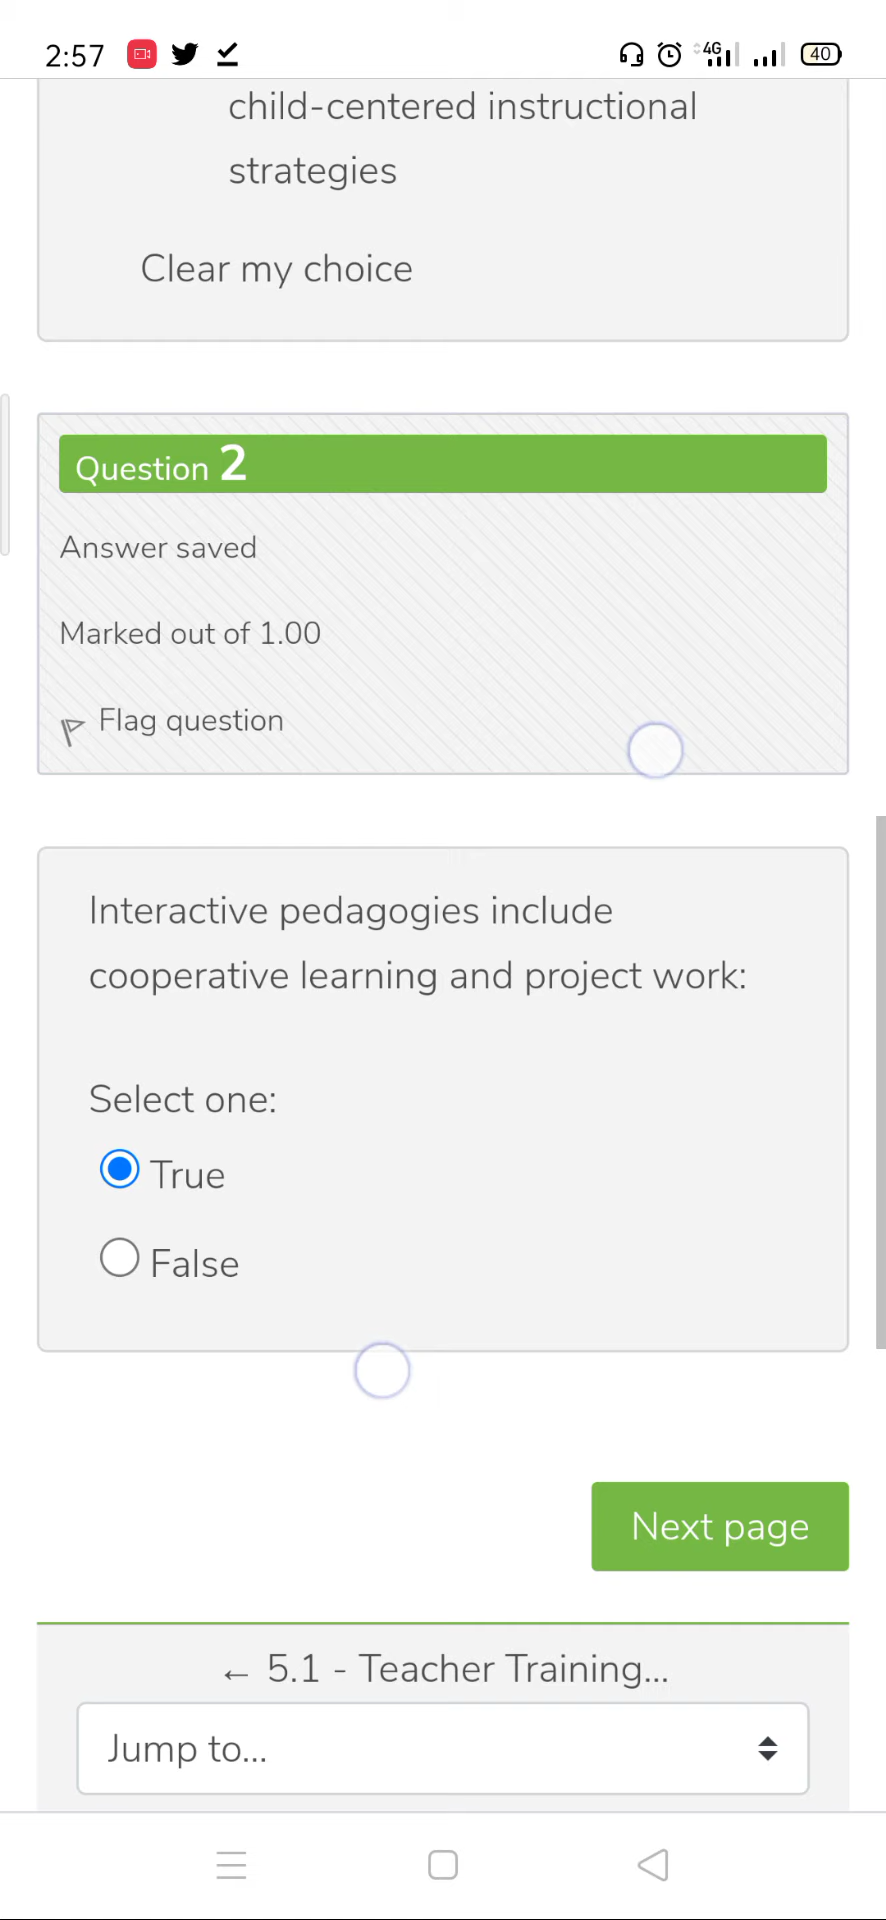 2:57
4G
40
child-centered instructional
strategies
Clear my choice
Question 2
Answer saved
Marked out of 1.00
Flag question
Interactive pedagogies include
cooperative learning and project work:
Select one:
True
False
Next page
← 5.1 - Teacher Training...
Jump to...